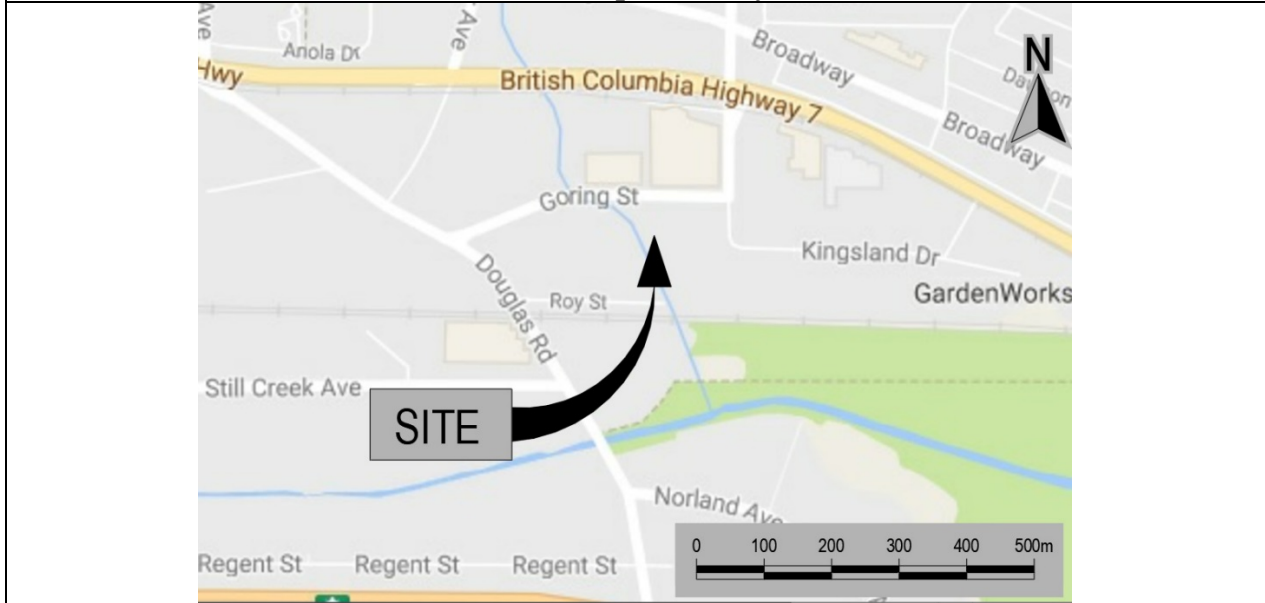 Ave
Anola Dr
Ave
Broadway
N
Hwy
British Columbia Highway 7
Broadway
Goring St
Kingsland Dr
Douglas Rd
Roy St
GardenWorks
Still Creek Ave
SITE
Norland Ave
0 100 200 300 400 500m
Regent St Regent St Regent St